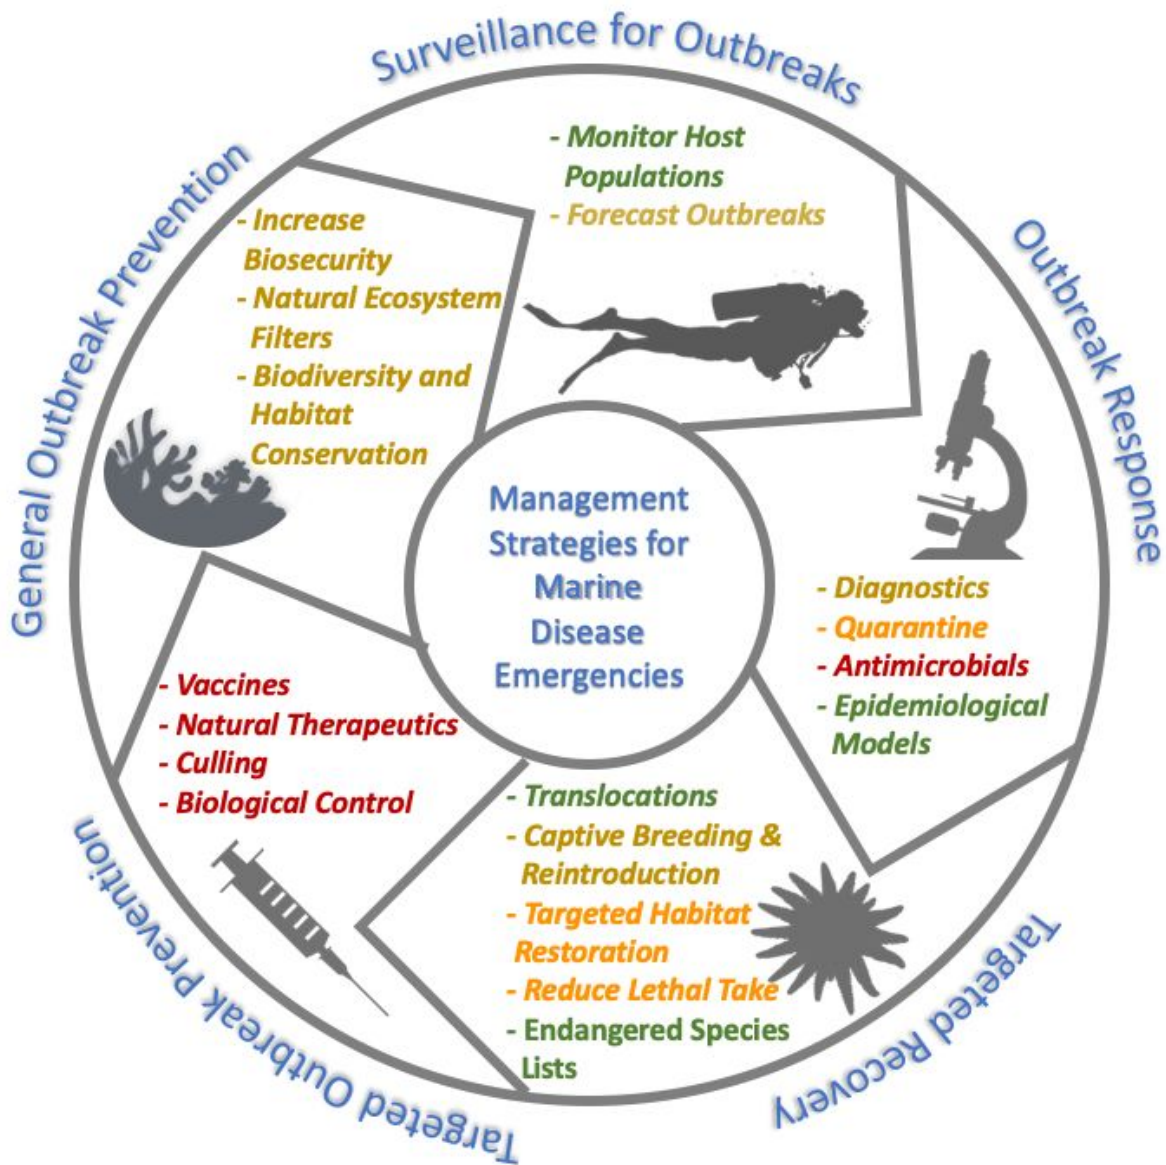 Surveillance for Outbreaks
- Monitor Host
Populations
- Forecast Outbreaks
Outbreak Response
- Diagnostics
- Quarantine
- Antimicrobials
- Epidemiological
Models
Targeted Recovery
- Translocations
- Captive Breeding &
Reintroduction
- Targeted Habitat
Restoration
- Reduce Lethal Take
- Endangered Species
Lists
Targeted Outbreak Prevention
- Vaccines
- Natural Therapeutics
- Culling
- Biological Control
General Outbreak Prevention
- Increase
Biosecurity
- Natural Ecosystem
Filters
- Biodiversity and
Habitat
Conservation
Management
Strategies for
Marine
Disease
Emergencies